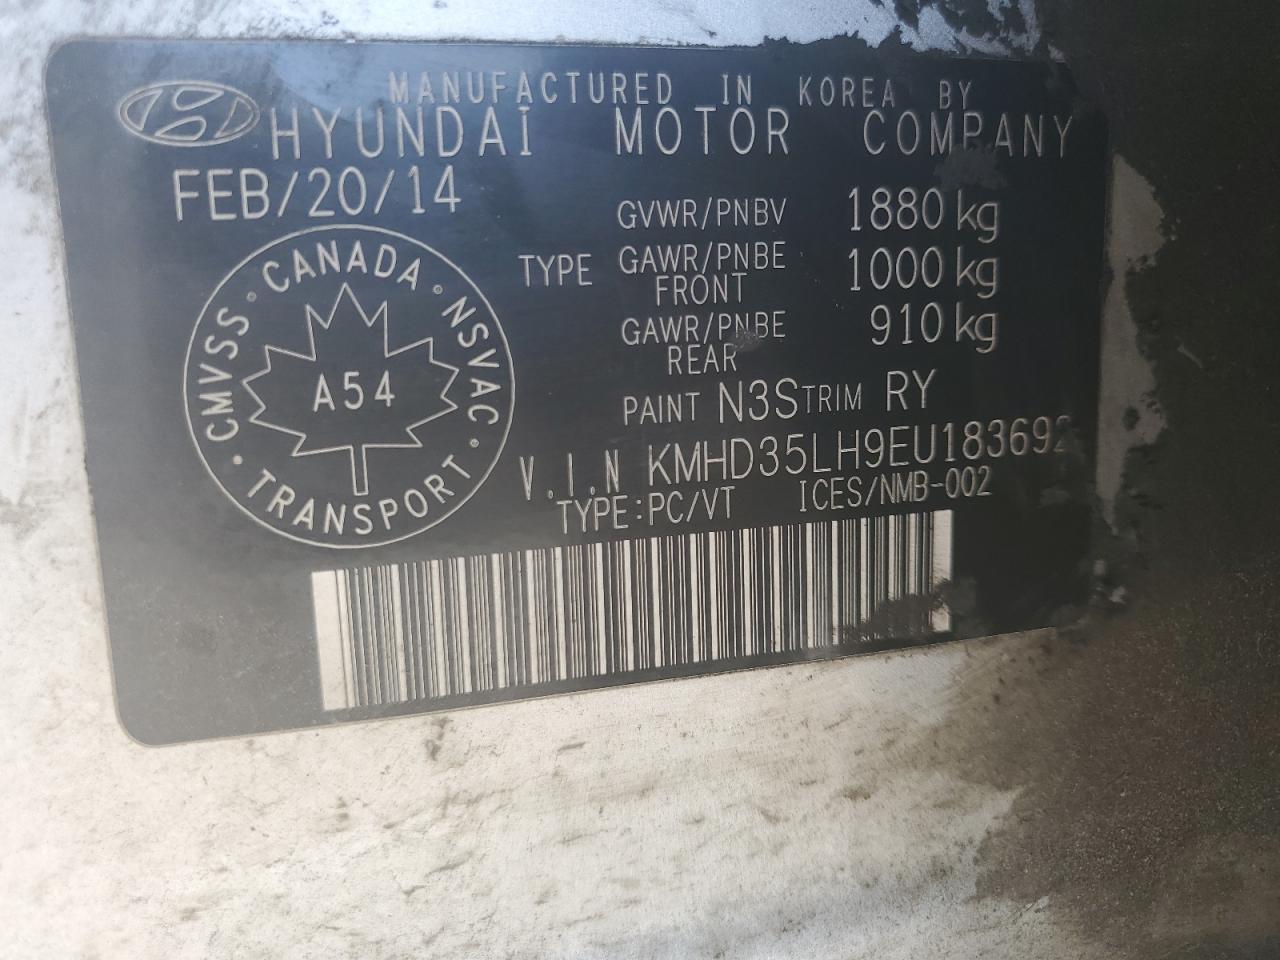 MANUFACTURED IN KOREA BY
HYUNDAI MOTOR COMPANY
FEB/20/14
GVWR/PNBV 1880 kg
TYPE GAWR/PNBE FRONT 1000 kg
GAWR/PNBE REAR 910 kg
PAINT N3S TRIM RY
V.I.N KMHD35LH9EU183692
TYPE:PC/VT ICES/NMB-002
CMVSS · CANADA · NSVAC · TRANSPORT ·
A54